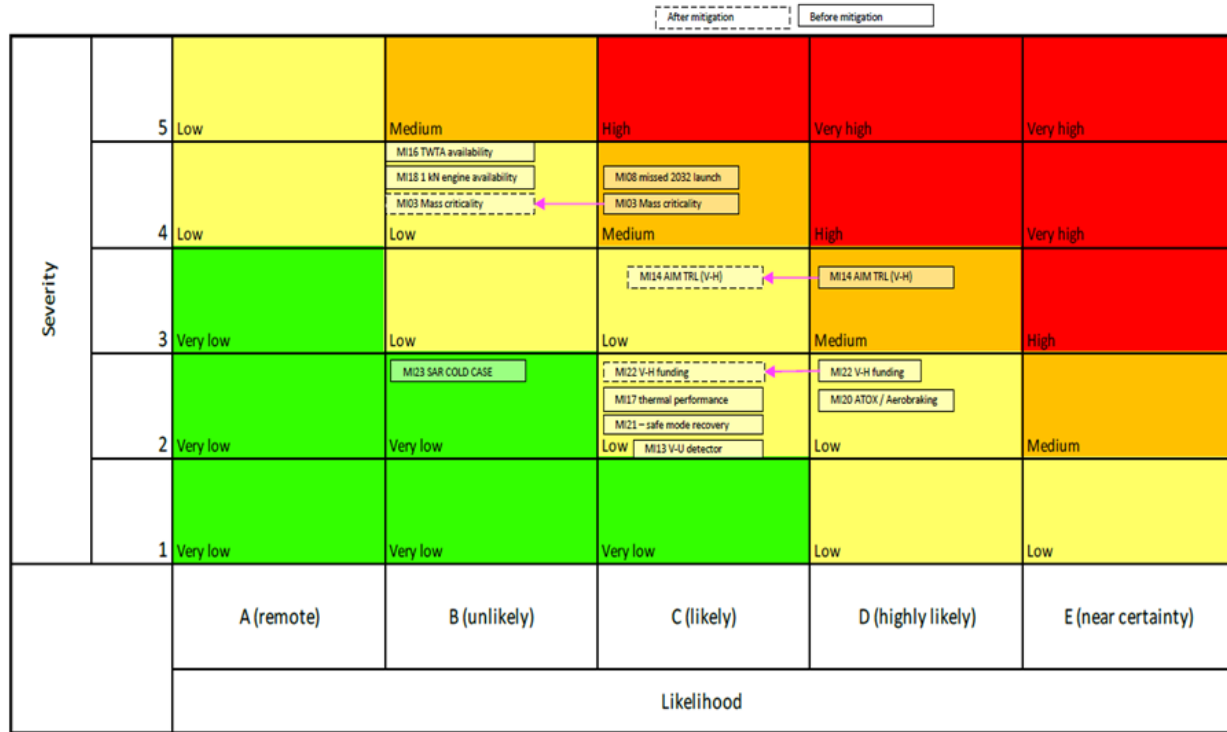 After mitigation
Before mitigation
Severity
5
Low
Medium
High
Very high
Very high
4
MI16 TWTA availability
MI18 1 kN engine availability
MI03 Mass criticality
MI08 missed 2032 launch
MI03 Mass criticality
Low
Low
Medium
High
Very high
3
MI14 AIM TRL (V-H)
MI14 AIM TRL (V-H)
Very low
Low
Low
Medium
High
2
MI23 SAR COLD CASE
MI22 V-H funding
MI17 thermal performance
MI21 – safe mode recovery
MI13 V-U detector
MI22 V-H funding
MI20 ATOX / Aerobraking
Very low
Very low
Low
Low
Medium
1
Very low
Very low
Very low
Low
Low
A (remote)
B (unlikely)
C (likely)
D (highly likely)
E (near certainty)
Likelihood